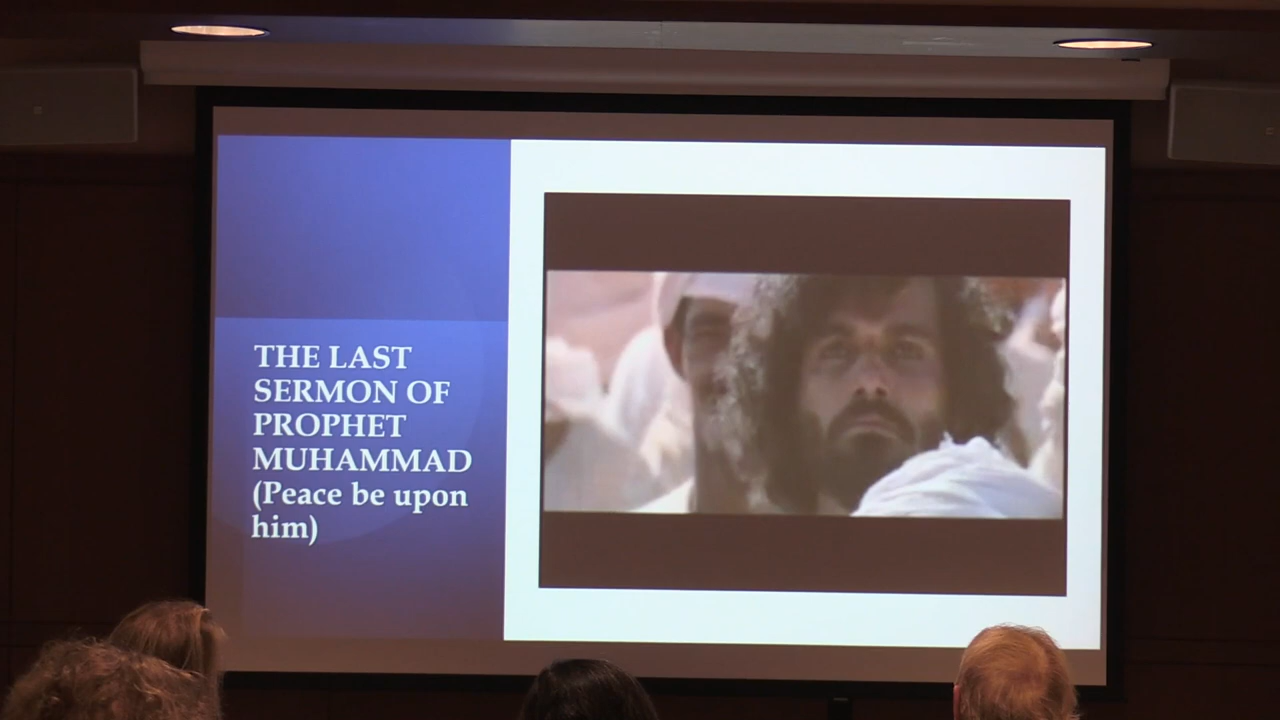 THE LAST
SERMON OF
PROPHET
MUHAMMAD
(Peace be upon
him)